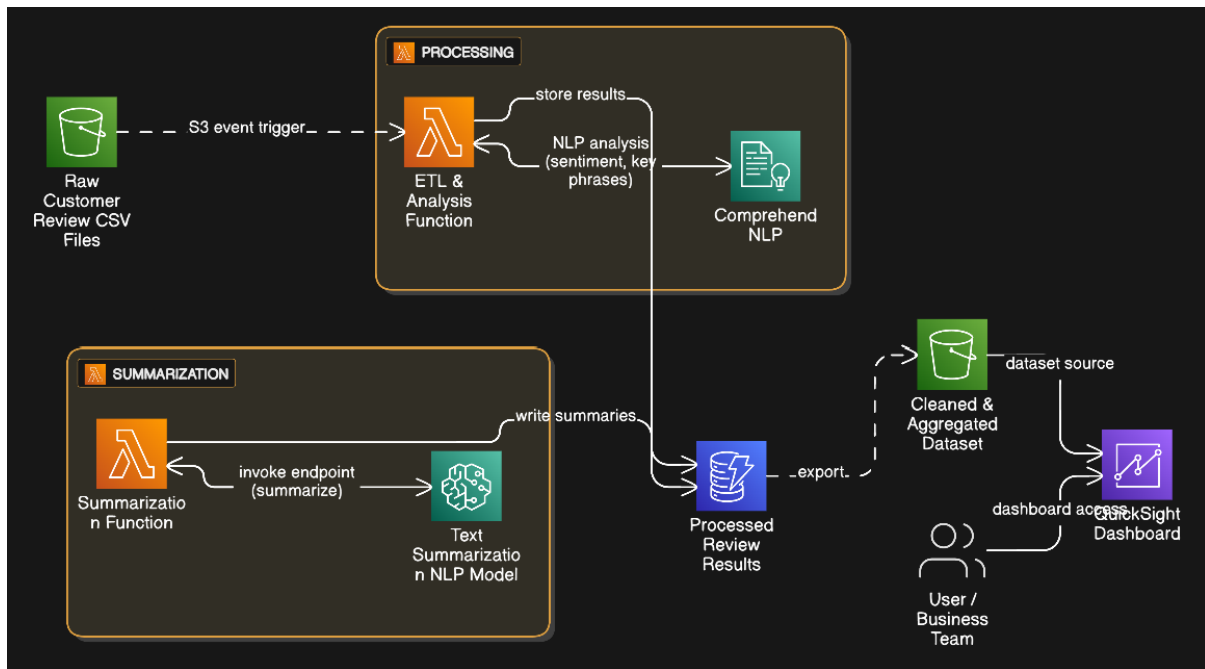 PROCESSING
store results
S3 event trigger
NLP analysis
(sentiment, key
phrases)
Raw
Customer
Review CSV
Files
ETL &
Analysis
Function
Comprehend
NLP
SUMMARIZATION
dataset source
write summaries
Cleaned &
Aggregated
Dataset
invoke endpoint
(summarize)
export
Summarizatio
n Function
dashboard access
QuickSight
Dashboard
Text
Summarizatio
n NLP Model
Processed
Review
Results
User /
Business
Team